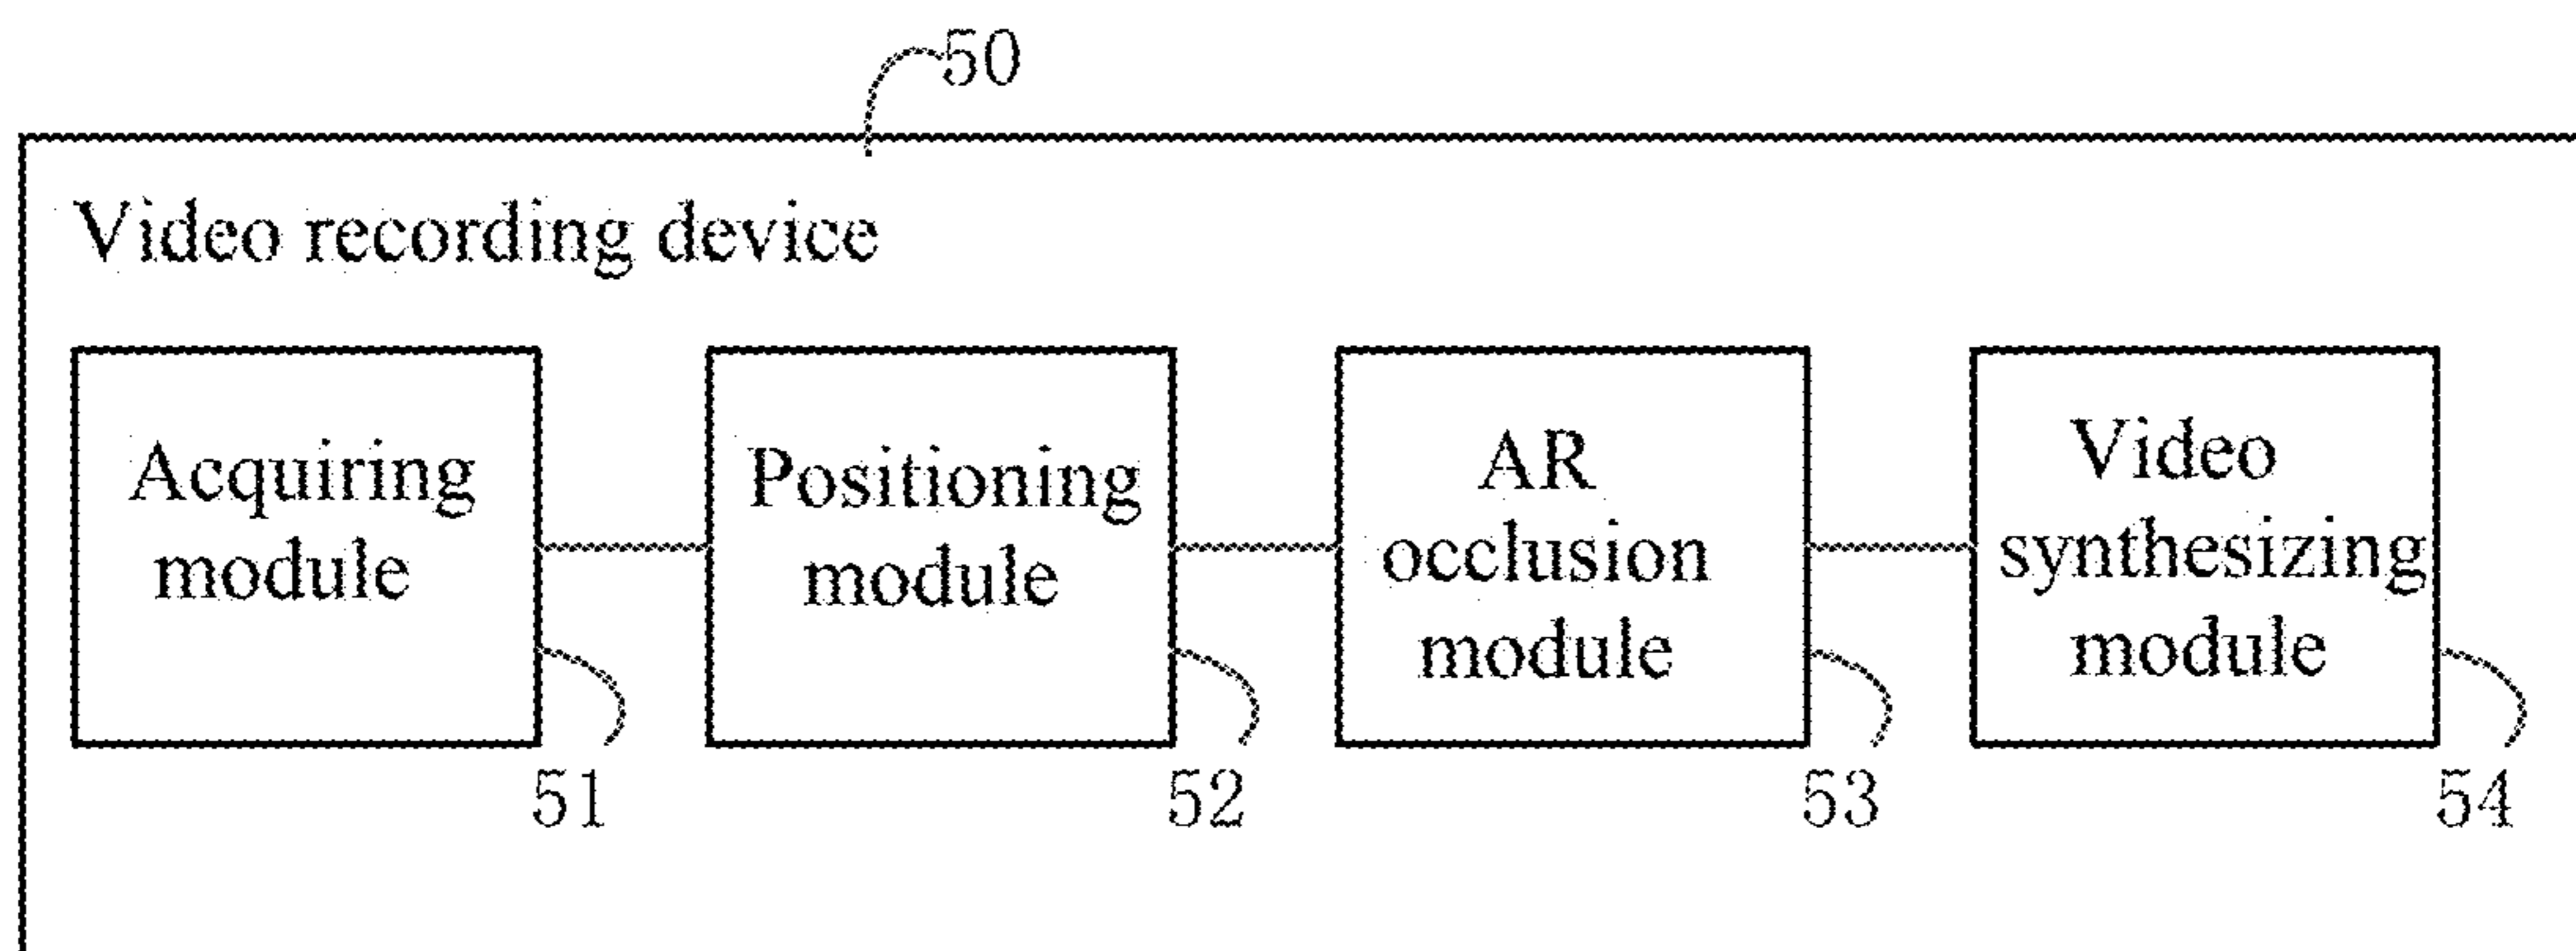 50
Video recording device
Acquiring
module
Positioning
module
AR
occlusion
module
Video
synthesizing
module
51
52
53
54